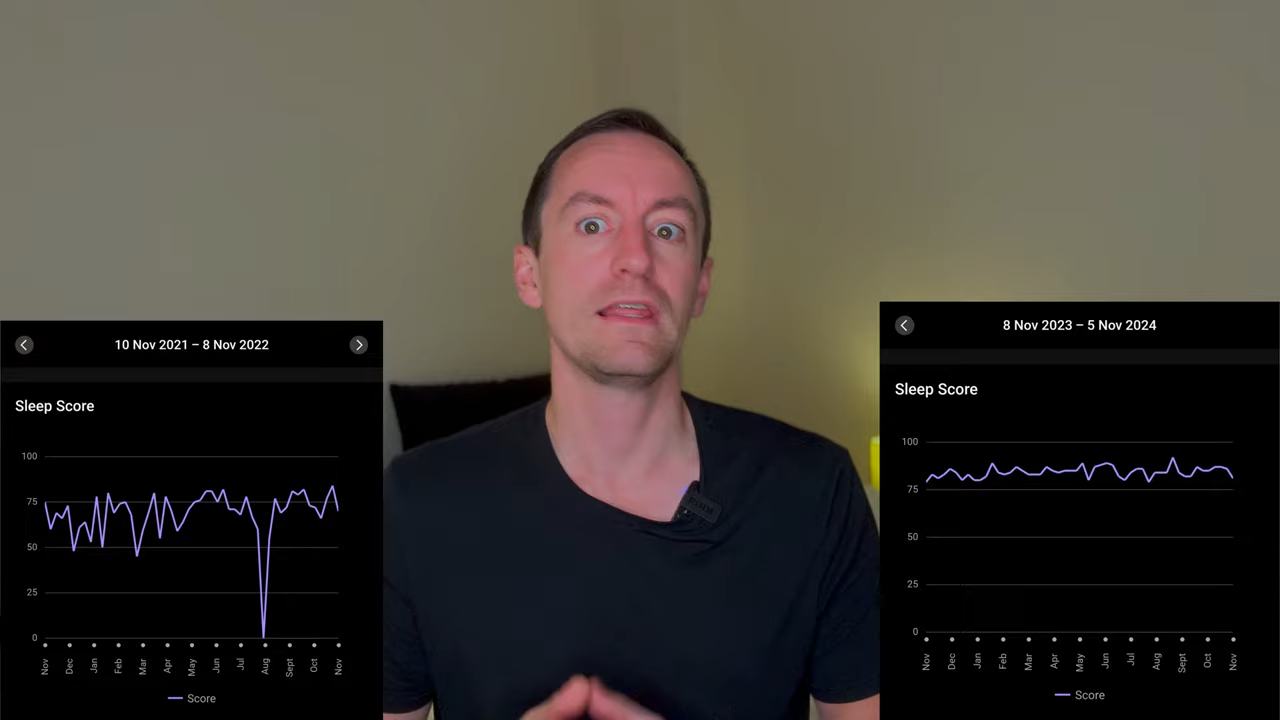 10 Nov 2021 – 8 Nov 2022
Sleep Score
100
75
50
25
0
Nov
Dec
Jan
Feb
Mar
Apr
May
Jun
Jul
Aug
Sept
Oct
Nov
Score
8 Nov 2023 – 5 Nov 2024
Sleep Score
100
75
50
25
0
Nov
Dec
Jan
Feb
Mar
Apr
May
Jun
Jul
Aug
Sept
Oct
Nov
Score